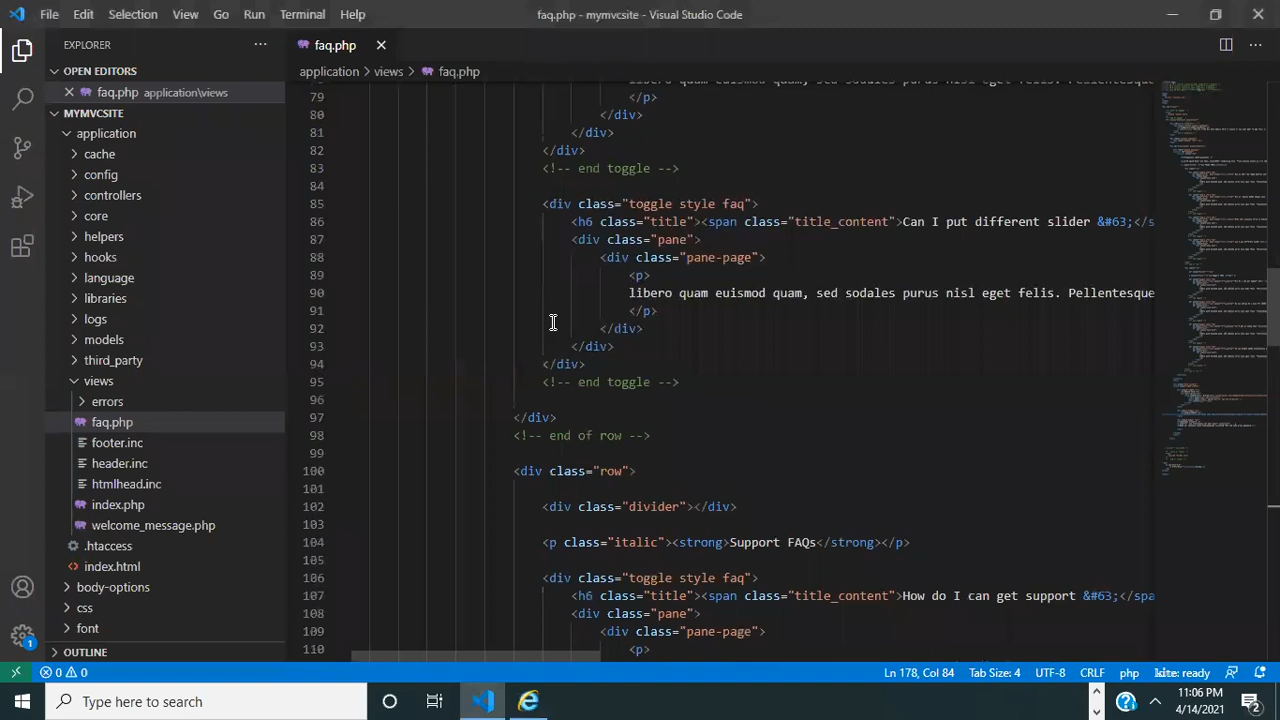 File Edit Selection View Go Run Terminal Help faq.php - mymvcsite - Visual Studio Code
EXPLORER
faq.php
OPEN EDITORS
application > views > faq.php
faq.php application\views
MYMVCSITE
application
cache
config
controllers
core
helpers
hooks
language
libraries
logs
models
third_party
views
errors
faq.php
footer.inc
header.inc
htmlhead.inc
index.php
welcome_message.php
.htaccess
index.html
body-options
css
font
OUTLINE
79 </p>
80 </div>
81 </div>
82 </div>
83 <!-- end toggle -->
84
85 <div class="toggle style faq">
86 <h6 class="title"><span class="title_content">Can I put different slider &#63;</s
87 <div class="pane">
88 <div class="pane-page">
89 <p>
90 libero quam euismod sed sodales purus eget felis. Pellentesque
91 </p>
92 </div>
93 </div>
94 </div>
95 <!-- end toggle -->
96
97 </div>
98 <!-- end of row -->
99
100 <div class="row">
101
102 <div class="divider"></div>
103
104 <p class="italic"><strong>Support FAQs</strong></p>
105
106 <div class="toggle style faq">
107 <h6 class="title"><span class="title_content">How do I can get support &#63;</spa
108 <div class="pane">
109 <div class="pane-page">
110 <p>
0 0 Ln 178, Col 84 Tab Size: 4 UTF-8 CRLF php kite: ready
1
Type here to search
11:06 PM
4/14/2021
2